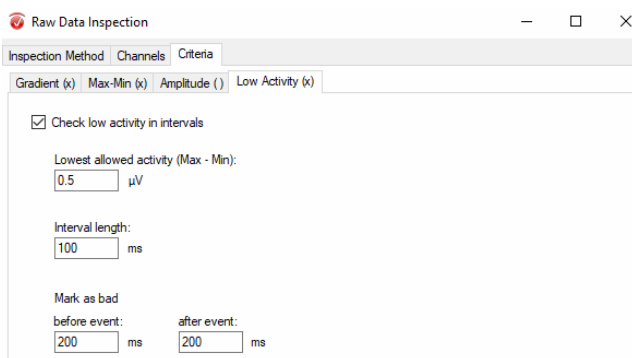 Raw Data Inspection
Inspection Method Channels Criteria
Gradient (x) Max-Min (x) Amplitude ( ) Low Activity (x)
Check low activity in intervals
Lowest allowed activity (Max - Min):
0.5 µV
Interval length:
100 ms
Mark as bad
before event: after event:
200 ms 200 ms